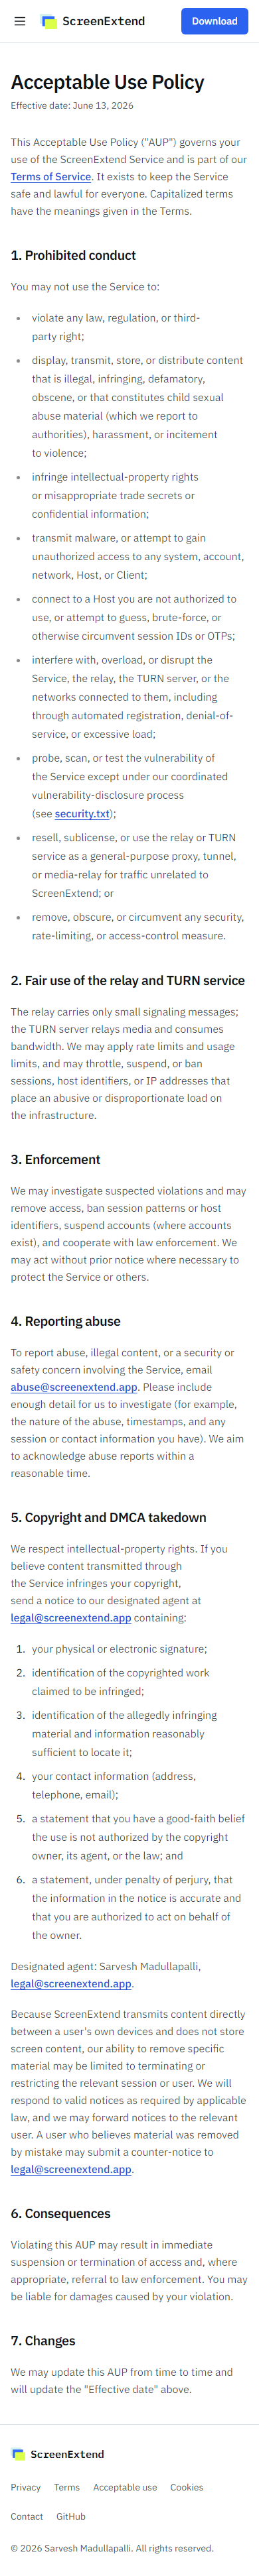 ScreenExtend
Download
Acceptable Use Policy
Effective date: June 13, 2026
This Acceptable Use Policy ("AUP") governs your
use of the ScreenExtend Service and is part of our
Terms of Service. It exists to keep the Service
safe and lawful for everyone. Capitalized terms
have the meanings given in the Terms.
1. Prohibited conduct
You may not use the Service to:
• violate any law, regulation, or third-
party right;
• display, transmit, store, or distribute content
that is illegal, infringing, defamatory,
obscene, or that constitutes child sexual
abuse material (which we report to
authorities), harassment, or incitement
to violence;
• infringe intellectual-property rights
or misappropriate trade secrets or
confidential information;
• transmit malware, or attempt to gain
unauthorized access to any system, account,
network, Host, or Client;
• connect to a Host you are not authorized to
use, or attempt to guess, brute-force, or
otherwise circumvent session IDs or OTPs;
• interfere with, overload, or disrupt the
Service, the relay, the TURN server, or the
networks connected to them, including
through automated registration, denial-of-
service, or excessive load;
• probe, scan, or test the vulnerability of
the Service except under our coordinated
vulnerability-disclosure process
(see security.txt);
• resell, sublicense, or use the relay or TURN
service as a general-purpose proxy, tunnel,
or media-relay for traffic unrelated to
ScreenExtend; or
• remove, obscure, or circumvent any security,
rate-limiting, or access-control measure.
2. Fair use of the relay and TURN service
The relay carries only small signaling messages;
the TURN server relays media and consumes
bandwidth. We may apply rate limits and usage
limits, and may throttle, suspend, or ban
sessions, host identifiers, or IP addresses that
place an abusive or disproportionate load on
the infrastructure.
3. Enforcement
We may investigate suspected violations and may
remove access, ban session patterns or host
identifiers, suspend accounts (where accounts
exist), and cooperate with law enforcement. We
may act without prior notice where necessary to
protect the Service or others.
4. Reporting abuse
To report abuse, illegal content, or a security or
safety concern involving the Service, email
abuse@screenextend.app. Please include
enough detail for us to investigate (for example,
the nature of the abuse, timestamps, and any
session or contact information you have). We aim
to acknowledge abuse reports within a
reasonable time.
5. Copyright and DMCA takedown
We respect intellectual-property rights. If you
believe content transmitted through
the Service infringes your copyright,
send a notice to our designated agent at
legal@screenextend.app containing:
1. your physical or electronic signature;
2. identification of the copyrighted work
claimed to be infringed;
3. identification of the allegedly infringing
material and information reasonably
sufficient to locate it;
4. your contact information (address,
telephone, email);
5. a statement that you have a good-faith belief
the use is not authorized by the copyright
owner, its agent, or the law; and
6. a statement, under penalty of perjury, that
the information in the notice is accurate and
that you are authorized to act on behalf of
the owner.
Designated agent: Sarvesh Madullapalli,
legal@screenextend.app.
Because ScreenExtend transmits content directly
between a user's own devices and does not store
screen content, our ability to remove specific
material may be limited to terminating or
restricting the relevant session or user. We will
respond to valid notices as required by applicable
law, and we may forward notices to the relevant
user. A user who believes material was removed
by mistake may submit a counter-notice to
legal@screenextend.app.
6. Consequences
Violating this AUP may result in immediate
suspension or termination of access and, where
appropriate, referral to law enforcement. You may
be liable for damages caused by your violation.
7. Changes
We may update this AUP from time to time and
will update the "Effective date" above.
ScreenExtend
Privacy Terms Acceptable use Cookies
Contact GitHub
© 2026 Sarvesh Madullapalli. All rights reserved.